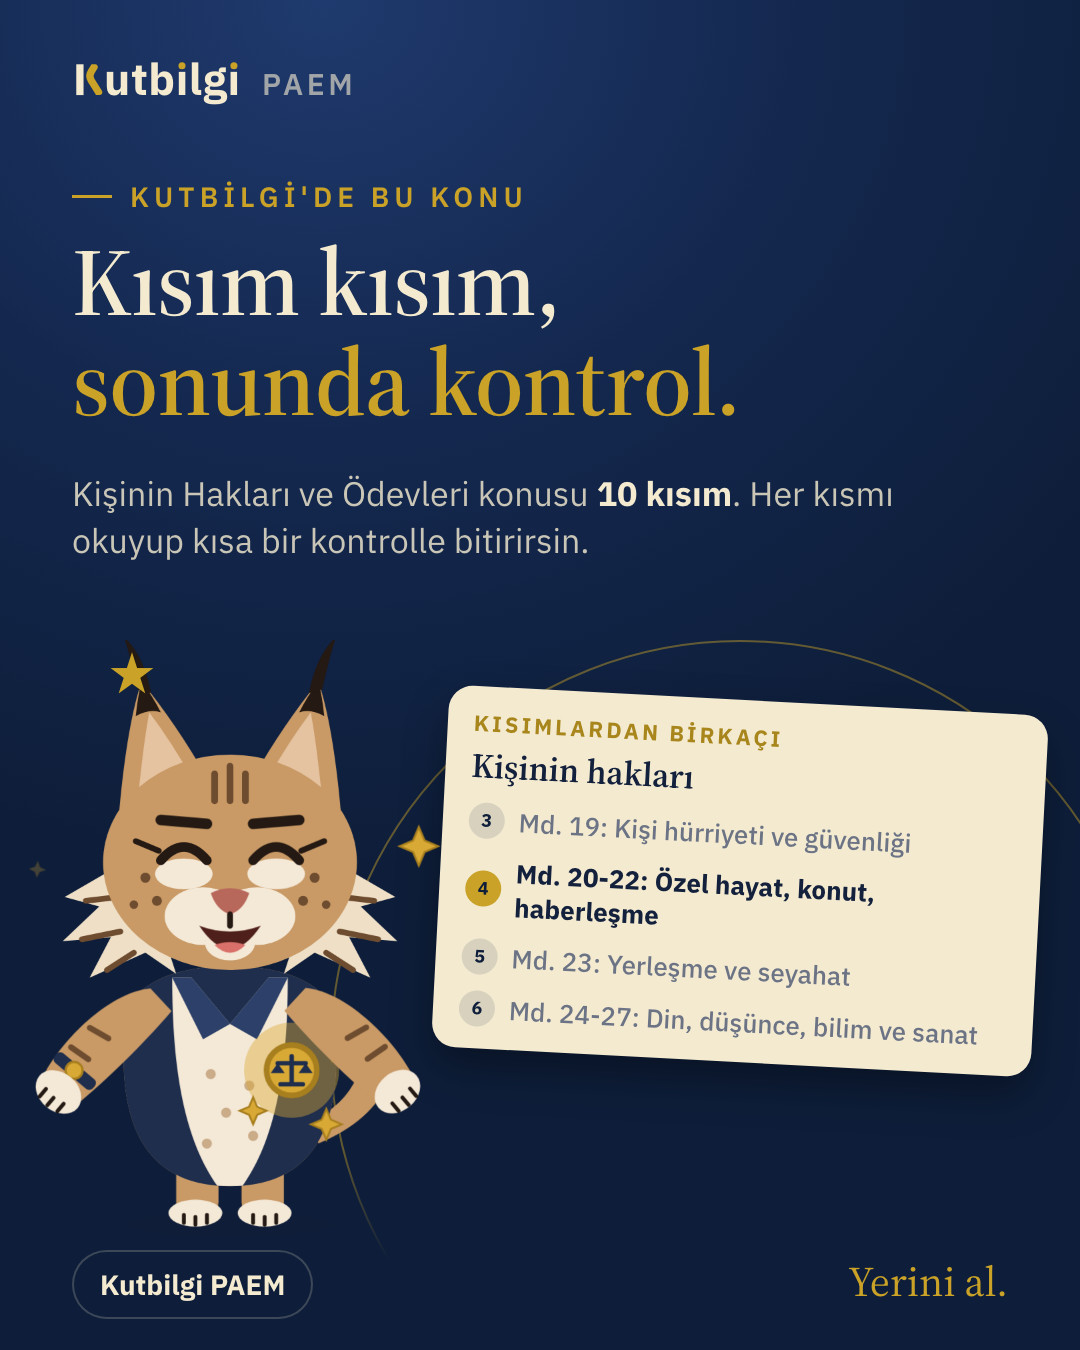 Kutbilgi PAEM
KUTBİLGİ'DE BU KONU
Kısım kısım,
sonunda kontrol.
Kişinin Hakları ve Ödevleri konusu 10 kısım. Her kısmı
okuyup kısa bir kontrolle bitirirsin.
KISIMLARDAN BİRKAÇI
Kişinin hakları
3 Md. 19: Kişi hürriyeti ve güvenliği
4 Md. 20-22: Özel hayat, konut,
haberleşme
5 Md. 23: Yerleşme ve seyahat
6 Md. 24-27: Din, düşünce, bilim ve sanat
Kutbilgi PAEM
Yerini al.